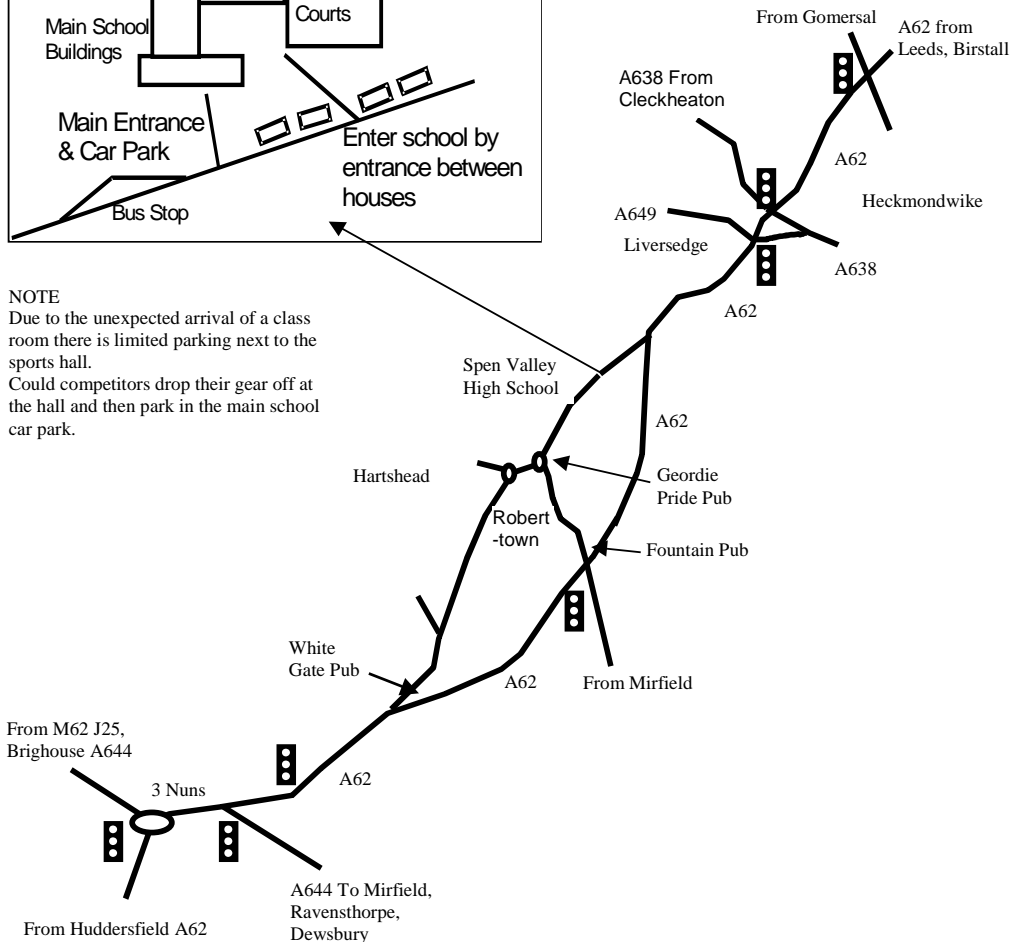 Main School
Buildings
Courts
Main Entrance
& Car Park
Enter school by
entrance between
houses
Bus Stop
From Gomersal
A62 from
Leeds, Birstall
A638 From
Cleckheaton
A62
Heckmondwike
A649
Liversedge
A638
A62
NOTE
Due to the unexpected arrival of a class
room there is limited parking next to the
sports hall.
Could competitors drop their gear off at
the hall and then park in the main school
car park.
Spen Valley
High School
A62
Hartshead
Geordie
Pride Pub
Robert
-town
Fountain Pub
White
Gate Pub
A62
From Mirfield
From M62 J25,
Brighouse A644
3 Nuns
A62
A644 To Mirfield,
Ravensthorpe,
Dewsbury
From Huddersfield A62